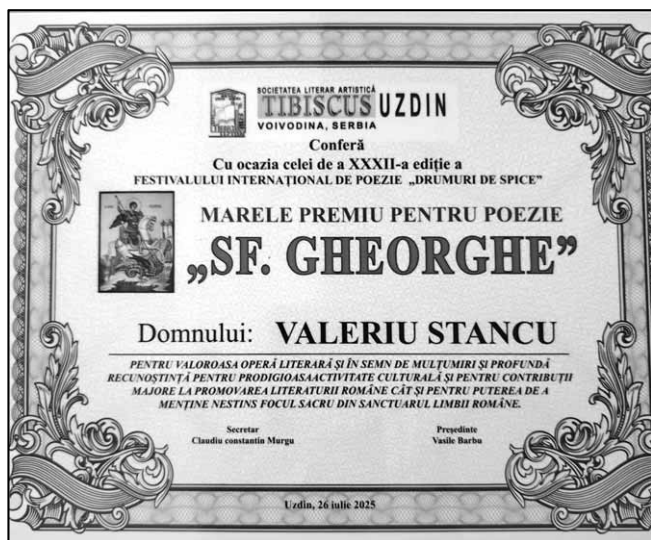 SOCIETATEA LITERAR ARTISTICĂ
TIBISCUS UZDIN
VOIVODINA, SERBIA
Conferă
Cu ocazia celei de a XXXII-a ediție a
FESTIVALULUI INTERNAȚIONAL DE POEZIE „DRUMURI DE SPICE”
MARELE PREMIU PENTRU POEZIE
„SF. GHEORGHE”
Domnului: VALERIU STANCU
PENTRU VALOROASA OPERĂ LITERARĂ ȘI ÎN SEMN DE MULȚUMIRI ȘI PROFUNDĂ
RECUNOȘTINȚĂ PENTRU PRODIGIOASAACTIVITATE CULTURALĂ ȘI PENTRU CONTRIBUȚII
MAJORE LA PROMOVAREA LITERATURII ROMÂNE CÂT ȘI PENTRU PUTEREA DE A
MENȚINE NESTINS FOCUL SACRU DIN SANCTUARUL LIMBII ROMÂNE.
Secretar
Claudiu constantin Murgu
Președinte
Vasile Barbu
Uzdin, 26 iulie 2025